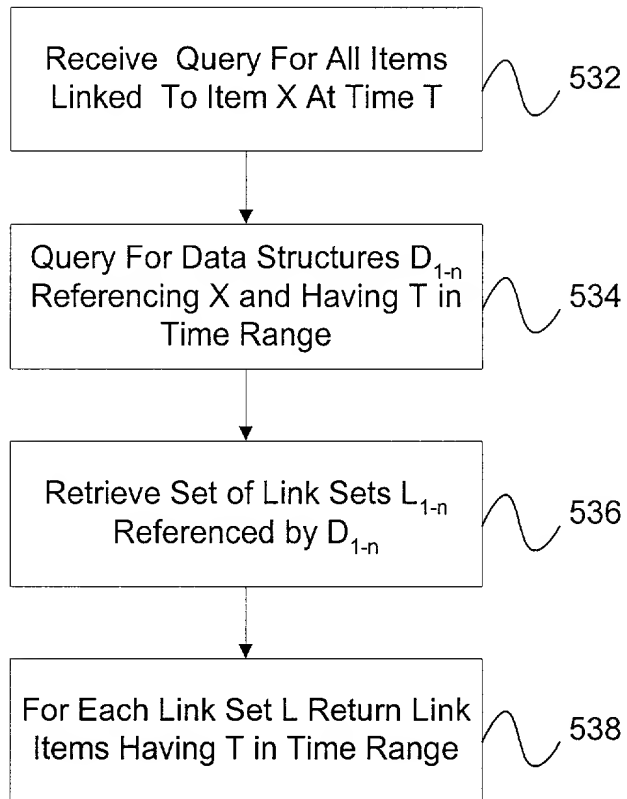 Receive Query For All Items
Linked To Item X At Time T
532
Query For Data Structures D1-n
Referencing X and Having T in
Time Range
534
Retrieve Set of Link Sets L1-n
Referenced by D1-n
536
For Each Link Set L Return Link
Items Having T in Time Range
538